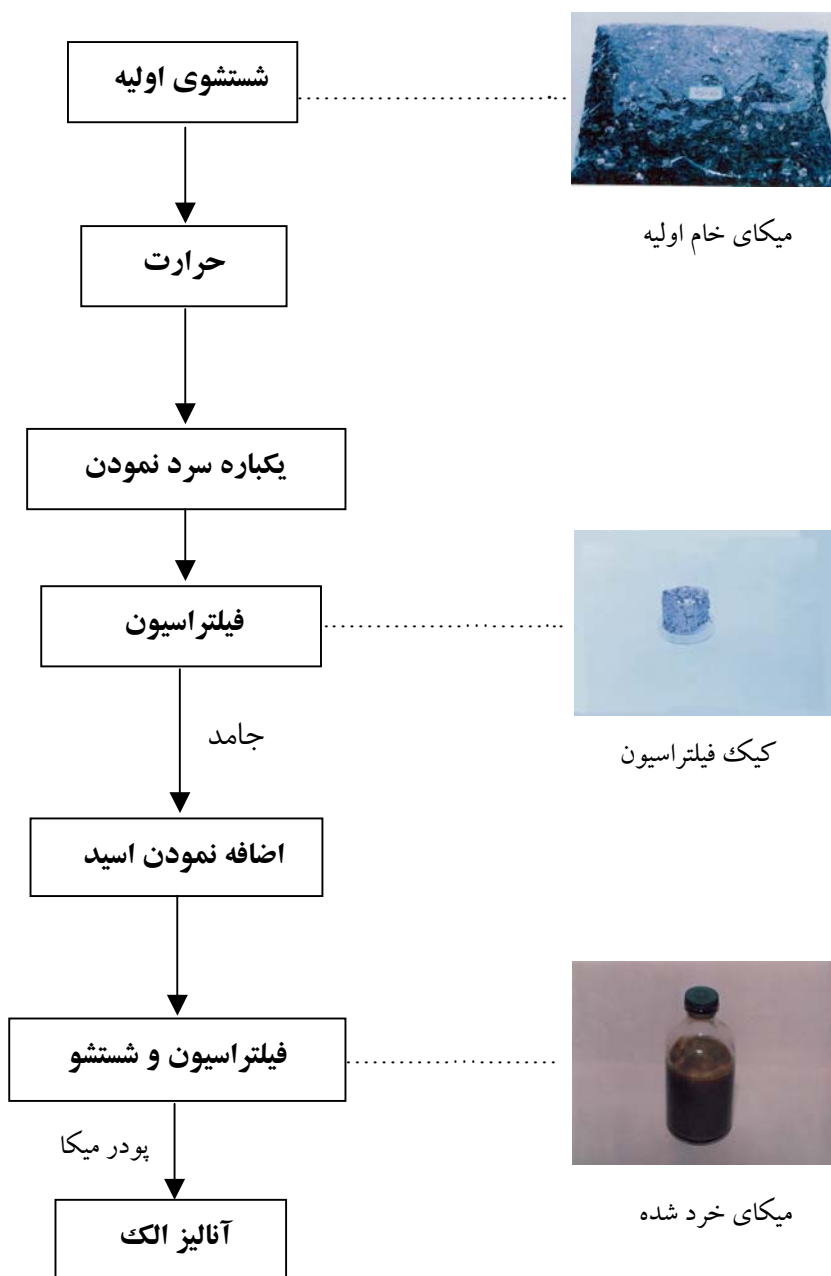 شستشوی اولیه
میکای خام اولیه
حرارت
یکباره سرد نمودن
فیلتراسیون
جامد
کیک فیلتراسیون
اضافه نمودن اسید
فیلتراسیون و شستشو
پودر میکا
میکای خرد شده
آنالیز الک